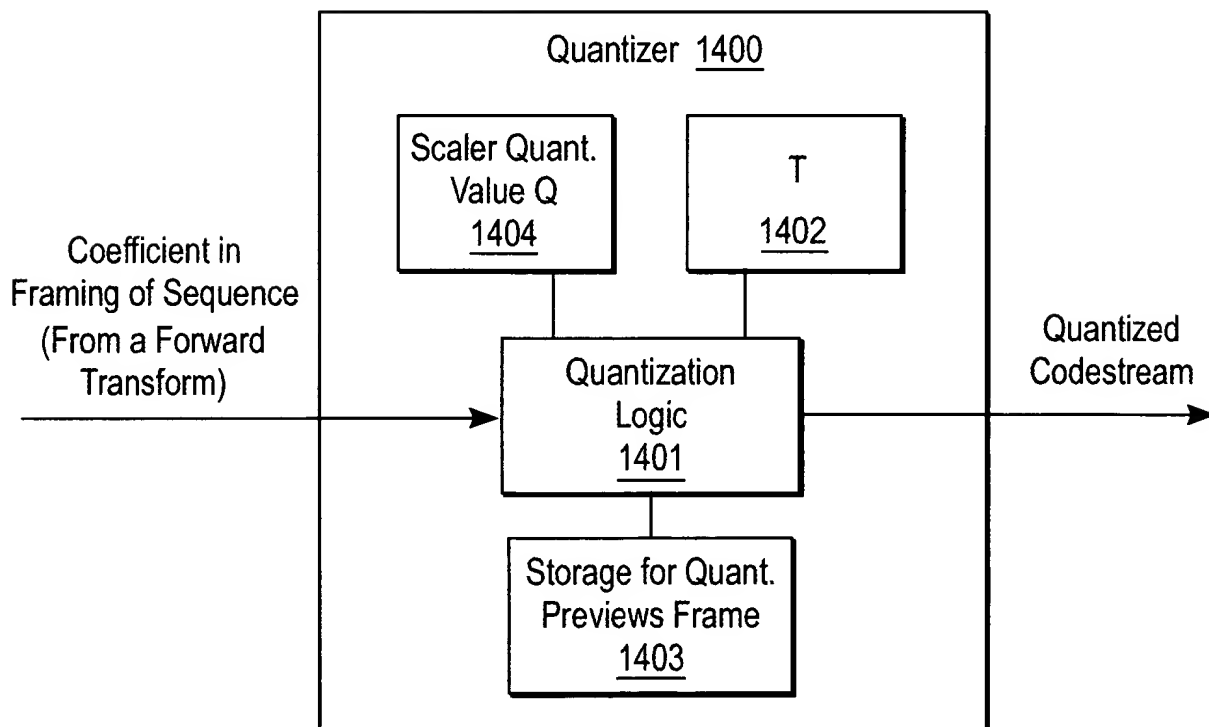 Quantizer 1400
Scaler Quant.
Value Q
1404
T
1402
Coefficient in
Framing of Sequence
(From a Forward
Transform)
Quantization
Logic
1401
Quantized
Codestream
Storage for Quant.
Previews Frame
1403